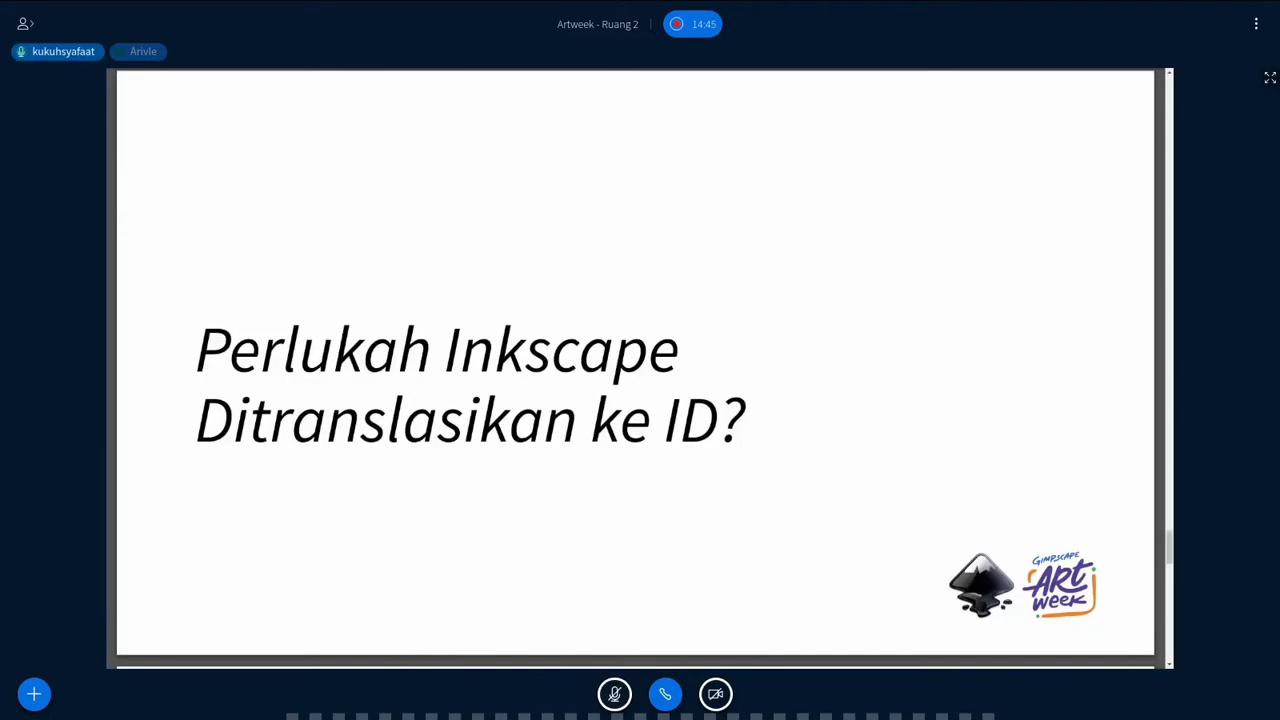 Artweek - Ruang 2
14:45
kukuhsyafaat
Arivle
Perlukah Inkscape
Ditranslasikan ke ID?
GIMPSCAPE
ART
WEEK